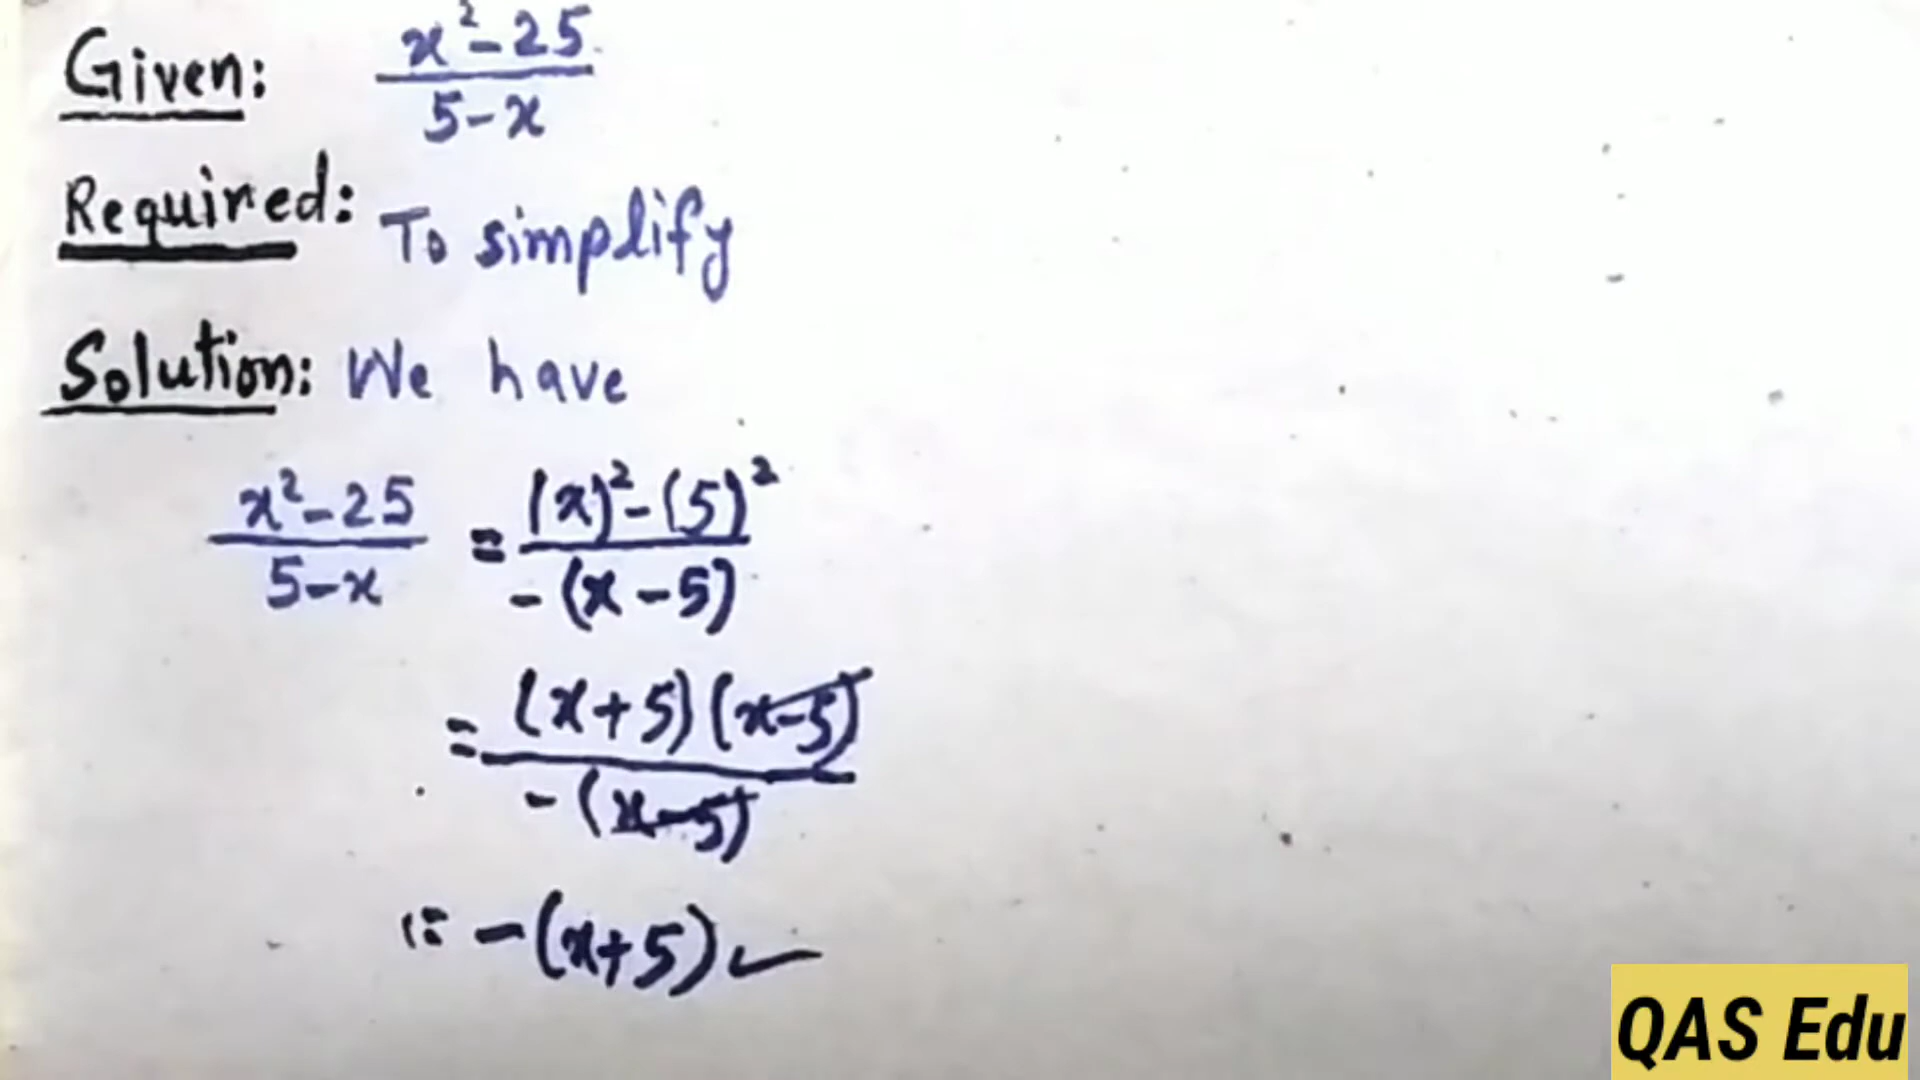 Given: x² - 25 / 5 - x
Required: To simplify
Solution: We have
x² - 25 / 5 - x = (x)² - (5)² / - (x - 5)
= (x + 5) (x - 5) / - (x - 5)
= - (x + 5) ✓
QAS Edu